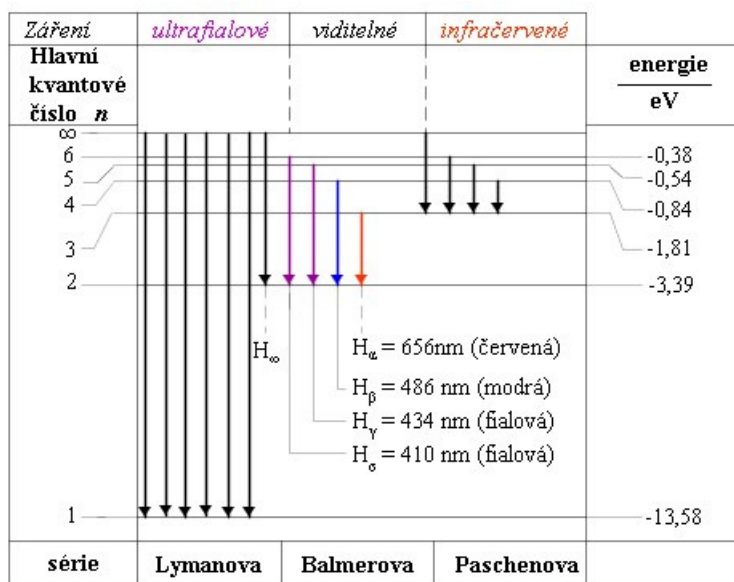 Záření ultrafialové viditelné infračervené
Hlavní
kvantové
číslo n
energie
eV
∞
6 -0,38
5 -0,54
4 -0,84
3 -1,81
2 -3,39
H∞
Hα = 656nm (červená)
Hβ = 486 nm (modrá)
Hγ = 434 nm (fialová)
Hσ = 410 nm (fialová)
1 -13,58
série Lymanova Balmerova Paschenova